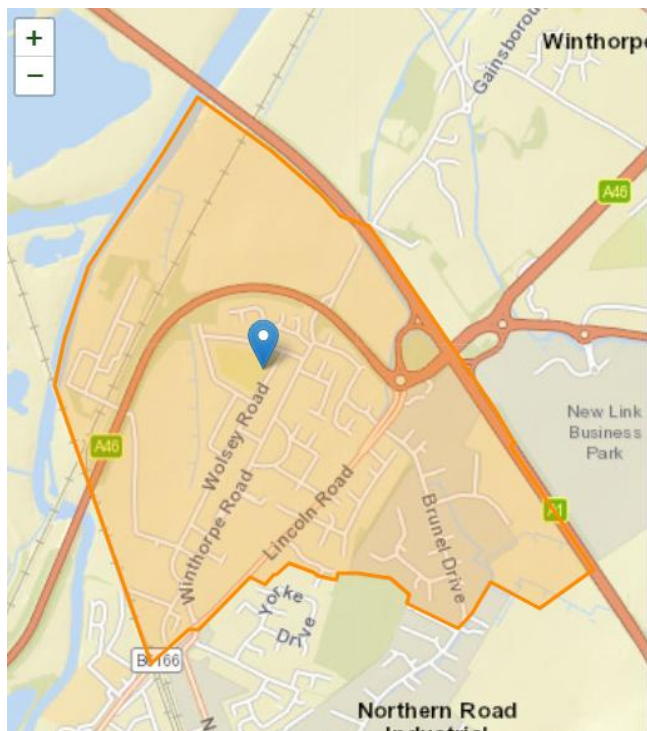 +
−
Winthorpe
Gainsborough
A46
New Link
Business
Park
A46
Wolsey Road
Winthorpe Road
Lincoln Road
Brunel Drive
A1
Yorke
Drive
B6166
N
Northern Road
Industrial